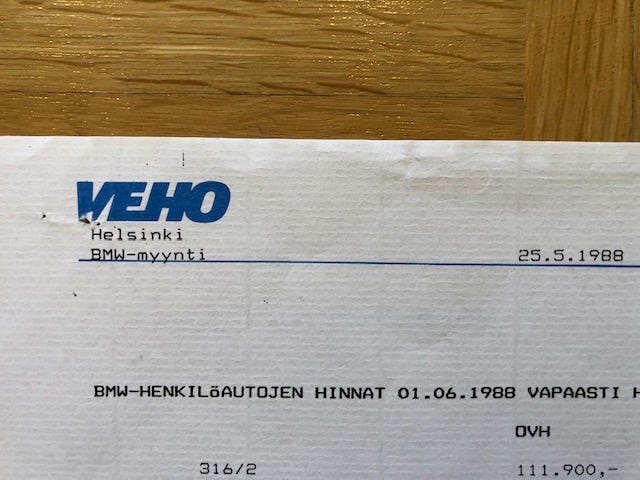 VEHO
Helsinki
BMW-myynti 25.5.1988
BMW-HENKILöAUTOJEN HINNAT 01.06.1988 VAPAASTI H
OVH
316/2 111.900,-